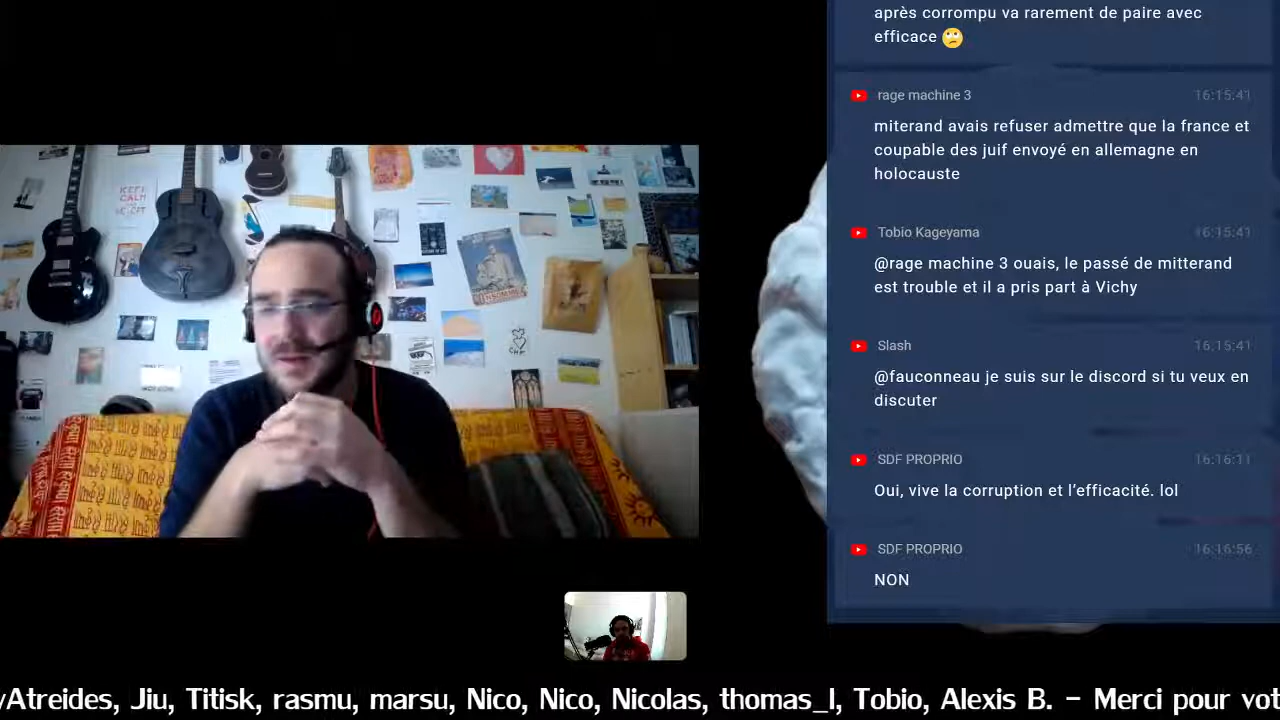 après corrompu va rarement de paire avec
efficace 🙄
rage machine 3 16:15:41
miterand avais refuser admettre que la france et
coupable des juif envoyé en allemagne en
holocauste
Tobio Kageyama 16:15:41
@rage machine 3 ouais, le passé de mitterand
est trouble et il a pris part à Vichy
Slash 16:15:41
@fauconneau je suis sur le discord si tu veux en
discuter
SDF PROPRIO 16:16:11
Oui, vive la corruption et l’efficacité. lol
SDF PROPRIO 16:16:56
NON
KEEP
CALM
yAtreides, Jiu, Titisk, rasmu, marsu, Nico, Nico, Nicolas, thomas_l, Tobio, Alexis B. – Merci pour vot